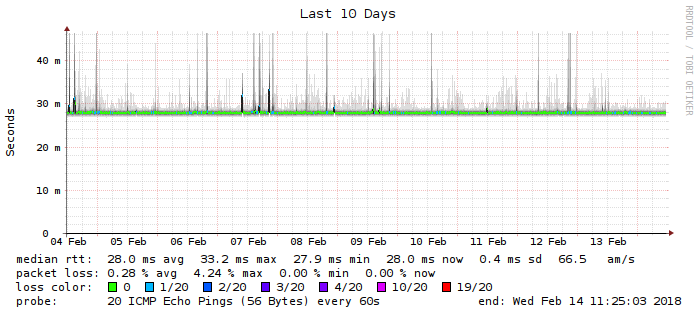 Last 10 Days
RRDTOOL / TOBI OETIKER
Seconds
40 m
30 m
20 m
10 m
0
04 Feb 05 Feb 06 Feb 07 Feb 08 Feb 09 Feb 10 Feb 11 Feb 12 Feb 13 Feb
median rtt: 28.0 ms avg 33.2 ms max 27.9 ms min 28.0 ms now 0.4 ms sd 66.5 am/s
packet loss: 0.28 % avg 4.24 % max 0.00 % min 0.00 % now
loss color: 0 1/20 2/20 3/20 4/20 10/20 19/20
probe: 20 ICMP Echo Pings (56 Bytes) every 60s end: Wed Feb 14 11:25:03 2018